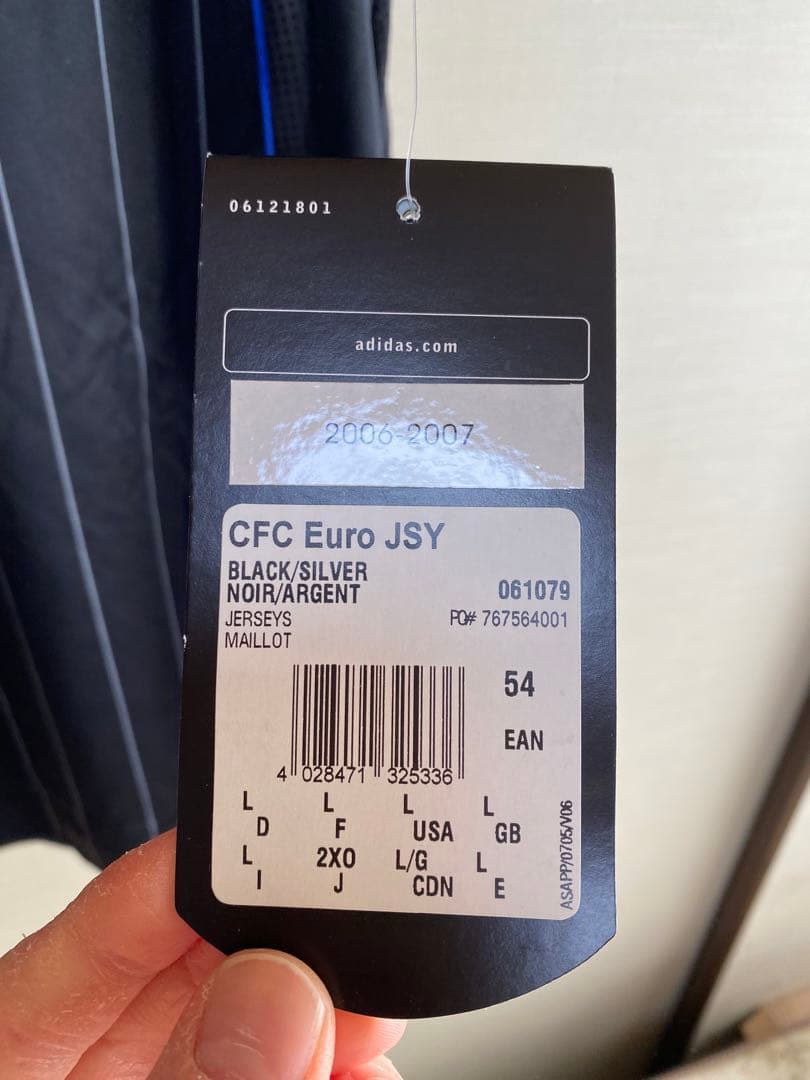 06121801
adidas.com
2006-2007
CFC Euro JSY
BLACK/SILVER
NOIR/ARGENT 061079
JERSEYS PO# 767564001
MAILLOT
54
EAN
4 028471 325336
L L L L
D F USA GB
L 2XO L/G L
I J CDN E
ASAPP/0705/V06